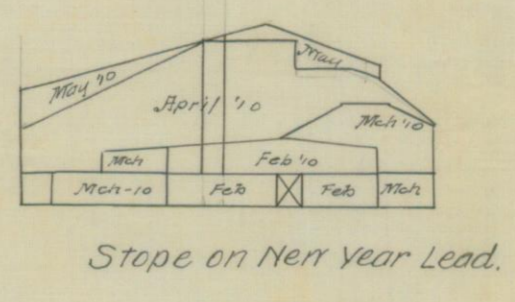 May '10
May
April '10
Mch '10
Mch
Feb '10
Mch-10
Feb
Feb
Mch
Stope on New Year Lead.